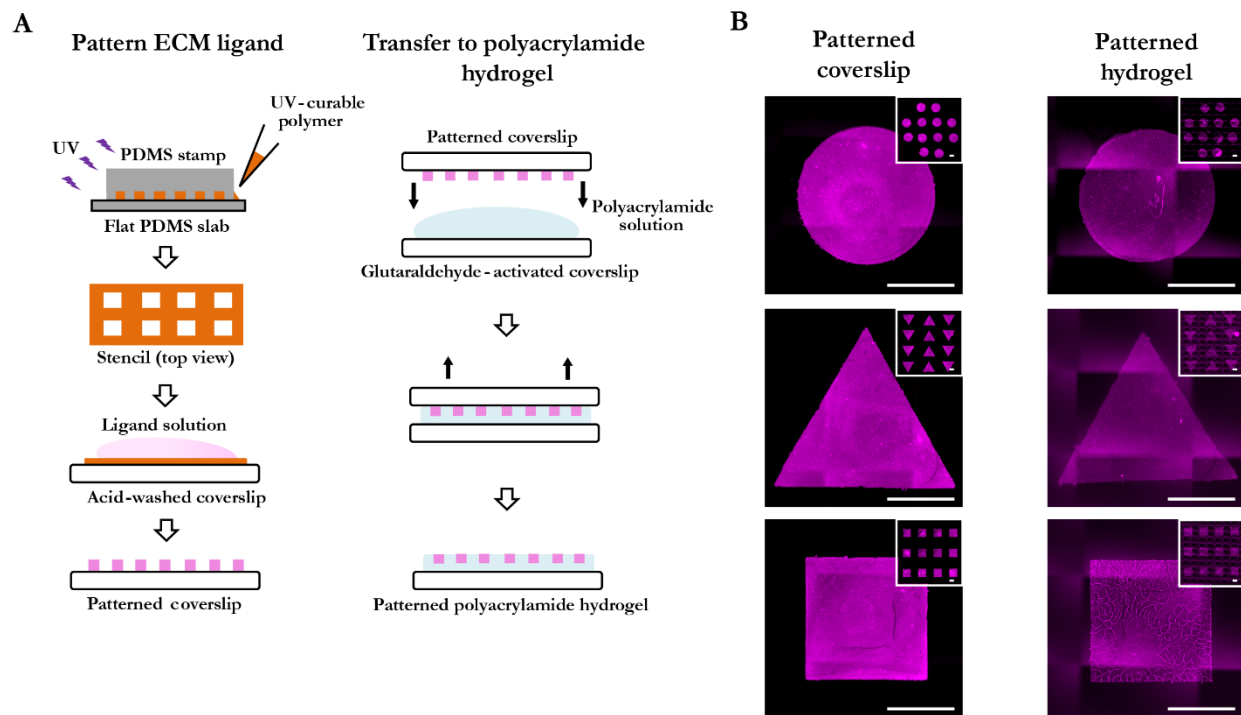 A
Pattern ECM ligand
UV-curable
polymer
UV
PDMS stamp
Flat PDMS slab
Stencil (top view)
Ligand solution
Acid-washed coverslip
Patterned coverslip
Transfer to polyacrylamide
hydrogel
Patterned coverslip
Polyacrylamide
solution
Glutaraldehyde-activated coverslip
Patterned polyacrylamide hydrogel
B
Patterned
coverslip
Patterned
hydrogel